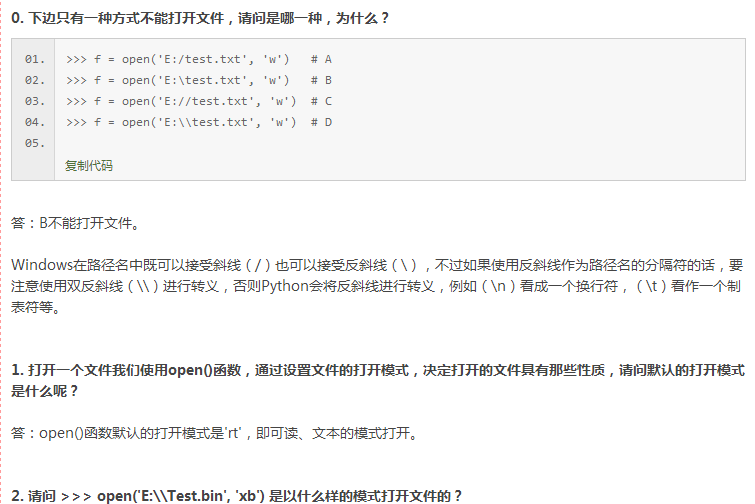 0. 下边只有一种方式不能打开文件，请问是哪一种，为什么？
01. >>> f = open('E:/test.txt', 'w')   # A
02. >>> f = open('E:\test.txt', 'w')   # B
03. >>> f = open('E://test.txt', 'w')  # C
04. >>> f = open('E:\\test.txt', 'w')  # D
05.
复制代码
答：B不能打开文件。
Windows在路径名中既可以接受斜线（/）也可以接受反斜线（\），不过如果使用反斜线作为路径名的分隔符的话，要
注意使用双反斜线（\\）进行转义，否则Python会将反斜线进行转义，例如（\n）看成一个换行符，（\t）看作一个制
表符等。
1. 打开一个文件我们使用open()函数，通过设置文件的打开模式，决定打开的文件具有那些性质，请问默认的打开模式
是什么呢？
答：open()函数默认的打开模式是'rt'，即可读、文本的模式打开。
2. 请问 >>> open('E:\\Test.bin', 'xb') 是以什么样的模式打开文件的？